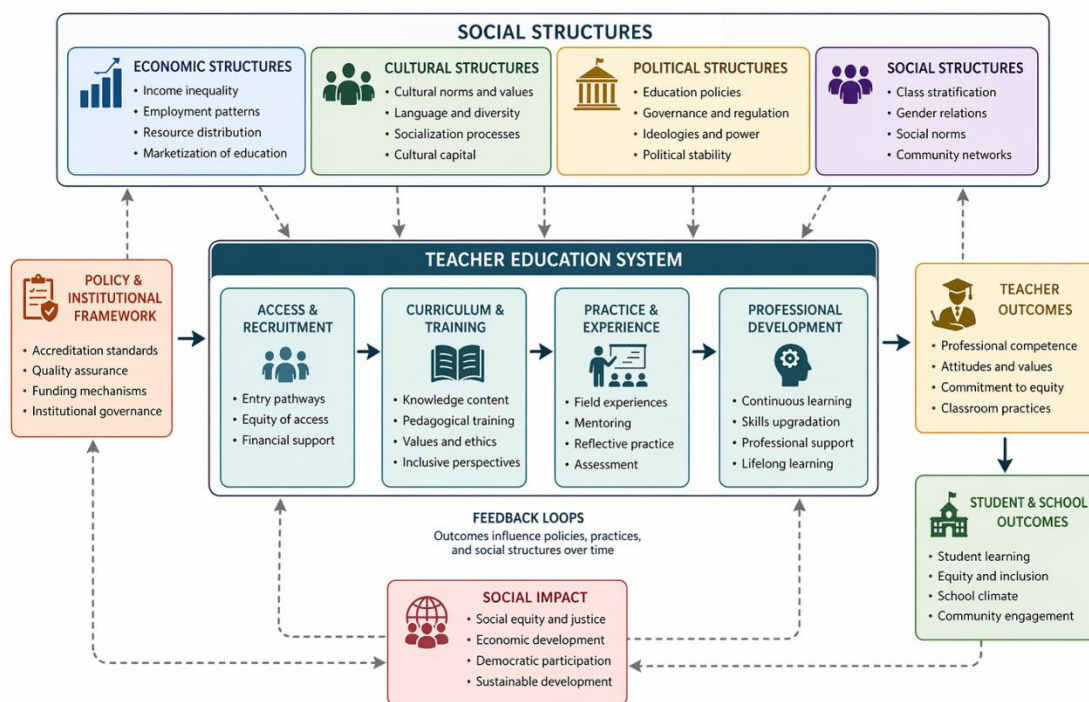 SOCIAL STRUCTURES
ECONOMIC STRUCTURES
• Income inequality
• Employment patterns
• Resource distribution
• Marketization of education
CULTURAL STRUCTURES
• Cultural norms and values
• Language and diversity
• Socialization processes
• Cultural capital
POLITICAL STRUCTURES
• Education policies
• Governance and regulation
• Ideologies and power
• Political stability
SOCIAL STRUCTURES
• Class stratification
• Gender relations
• Social norms
• Community networks
POLICY &
INSTITUTIONAL
FRAMEWORK
• Accreditation standards
• Quality assurance
• Funding mechanisms
• Institutional governance
TEACHER EDUCATION SYSTEM
ACCESS &
RECRUITMENT
• Entry pathways
• Equity of access
• Financial support
CURRICULUM &
TRAINING
• Knowledge content
• Pedagogical training
• Values and ethics
• Inclusive perspectives
PRACTICE &
EXPERIENCE
• Field experiences
• Mentoring
• Reflective practice
• Assessment
PROFESSIONAL
DEVELOPMENT
• Continuous learning
• Skills upgradation
• Professional support
• Lifelong learning
TEACHER
OUTCOMES
• Professional competence
• Attitudes and values
• Commitment to equity
• Classroom practices
STUDENT & SCHOOL
OUTCOMES
• Student learning
• Equity and inclusion
• School climate
• Community engagement
FEEDBACK LOOPS
Outcomes influence policies, practices,
and social structures over time
SOCIAL IMPACT
• Social equity and justice
• Economic development
• Democratic participation
• Sustainable development